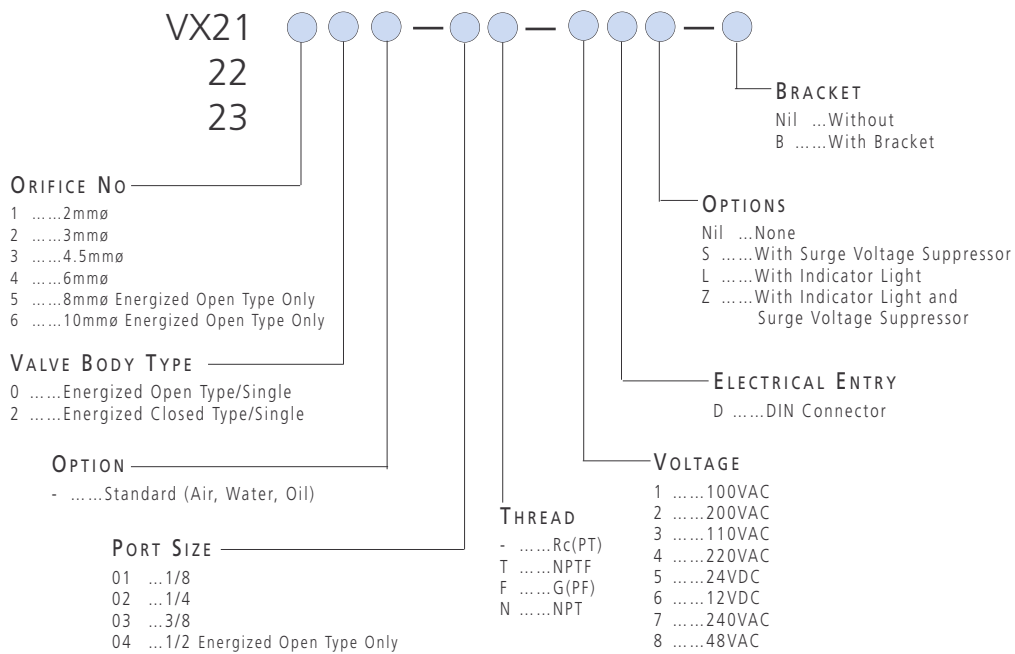 VX21 — — —
22
23
BRACKET
Nil ...Without
B ......With Bracket
ORIFICE NO
1 ......2mmø
2 ......3mmø
3 ......4.5mmø
4 ......6mmø
5 ......8mmø Energized Open Type Only
6 ......10mmø Energized Open Type Only
OPTIONS
Nil ...None
S ......With Surge Voltage Suppressor
L ......With Indicator Light
Z ......With Indicator Light and
Surge Voltage Suppressor
VALVE BODY TYPE
0 ......Energized Open Type/Single
2 ......Energized Closed Type/Single
ELECTRICAL ENTRY
D ......DIN Connector
OPTION
- ......Standard (Air, Water, Oil)
VOLTAGE
1 ......100VAC
2 ......200VAC
3 ......110VAC
4 ......220VAC
5 ......24VDC
6 ......12VDC
7 ......240VAC
8 ......48VAC
THREAD
- ......Rc(PT)
T ......NPTF
F ......G(PF)
N ......NPT
PORT SIZE
01 ...1/8
02 ...1/4
03 ...3/8
04 ...1/2 Energized Open Type Only